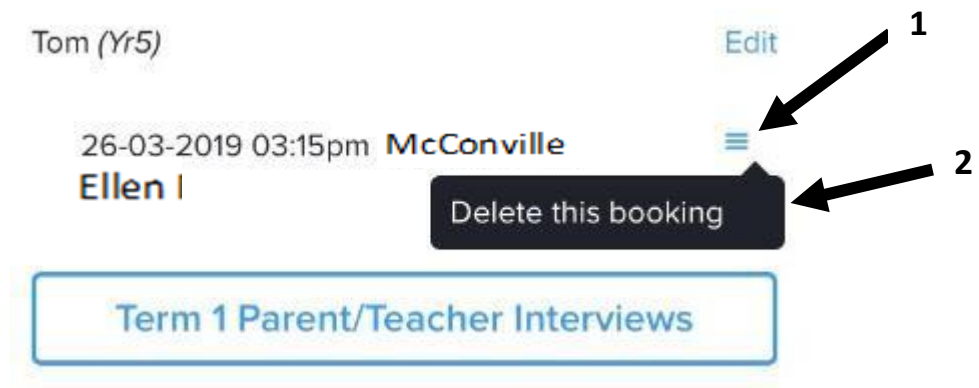 Tom (Yr5) Edit 1
26-03-2019 03:15pm McConville
Ellen
Delete this booking 2
Term 1 Parent/Teacher Interviews